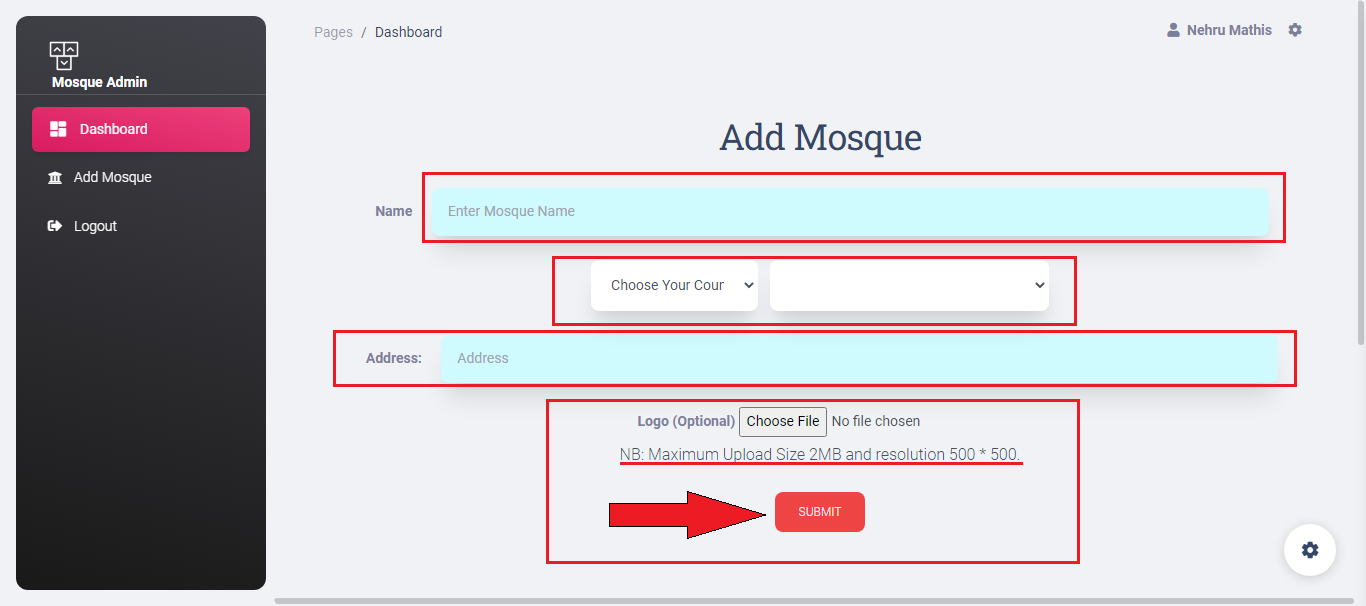 Mosque Admin
Dashboard
Add Mosque
Logout
Pages / Dashboard
Nehru Mathis
Add Mosque
Name
Enter Mosque Name
Choose Your Cour
Address:
Address
Logo (Optional) Choose File No file chosen
NB: Maximum Upload Size 2MB and resolution 500 * 500.
SUBMIT